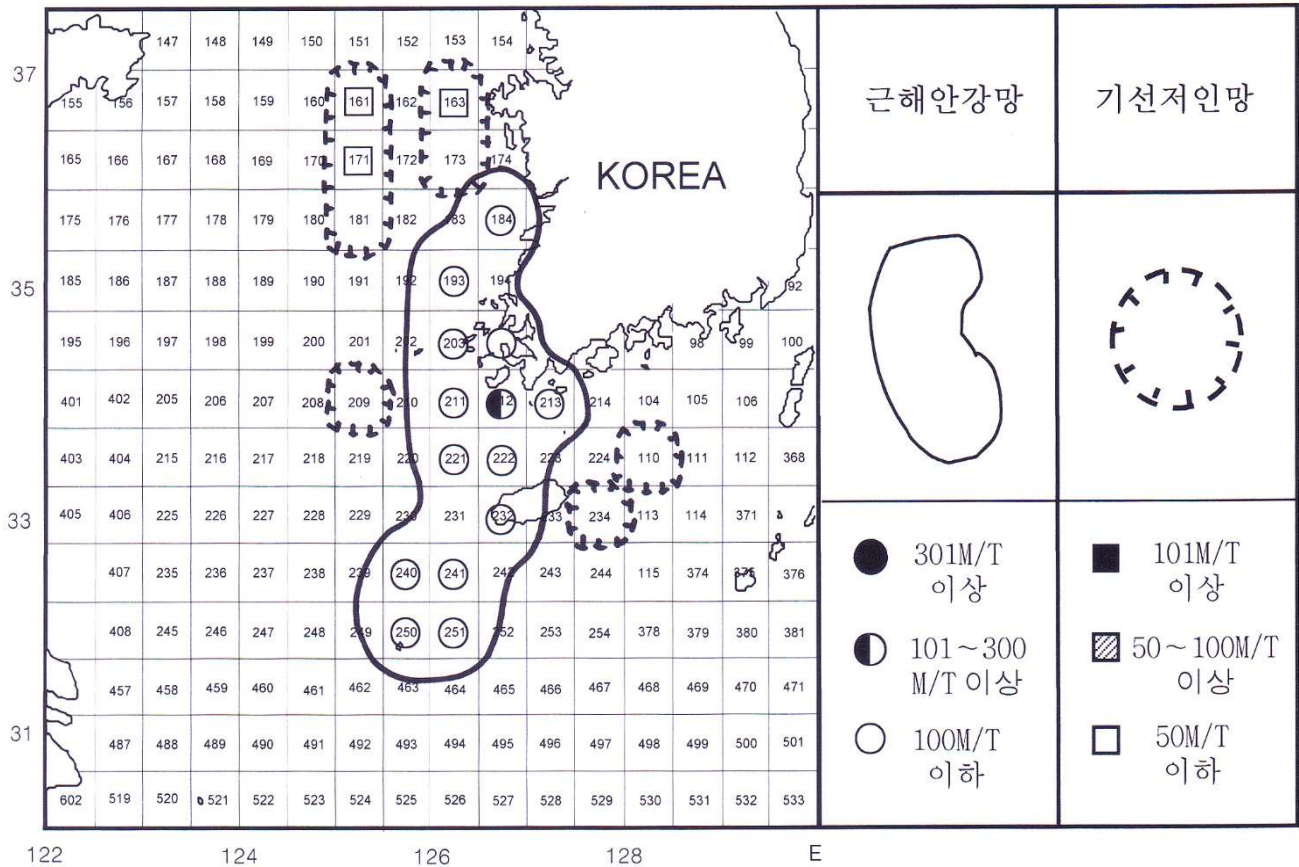 147 148 149 150 151 152 153 154
37
155 156 157 158 159 160 161 162 163
근해안강망 기선저인망
165 166 167 168 169 170 171 172 173 174
KOREA
175 176 177 178 179 180 181 182 83 184
35
185 186 187 188 189 190 191 192 193 194 92
195 196 197 198 199 200 201 202 203 98 99 100
401 402 205 206 207 208 209 210 211 212 213 214 104 105 106
403 404 215 216 217 218 219 220 221 222 223 224 110 111 112 368
33
405 406 225 226 227 228 229 230 231 232 233 234 113 114 371
407 235 236 237 238 239 240 241 242 243 244 115 374 375 376
408 245 246 247 248 249 250 251 252 253 254 378 379 380 381
457 458 459 460 461 462 463 464 465 466 467 468 469 470 471
31
487 488 489 490 491 492 493 494 495 496 497 498 499 500 501
602 519 520 521 522 523 524 525 526 527 528 529 530 531 532 533
122 124 126 128 E
301M/T
이상
101~300
M/T 이상
100M/T
이하
101M/T
이상
50~100M/T
이상
50M/T
이하